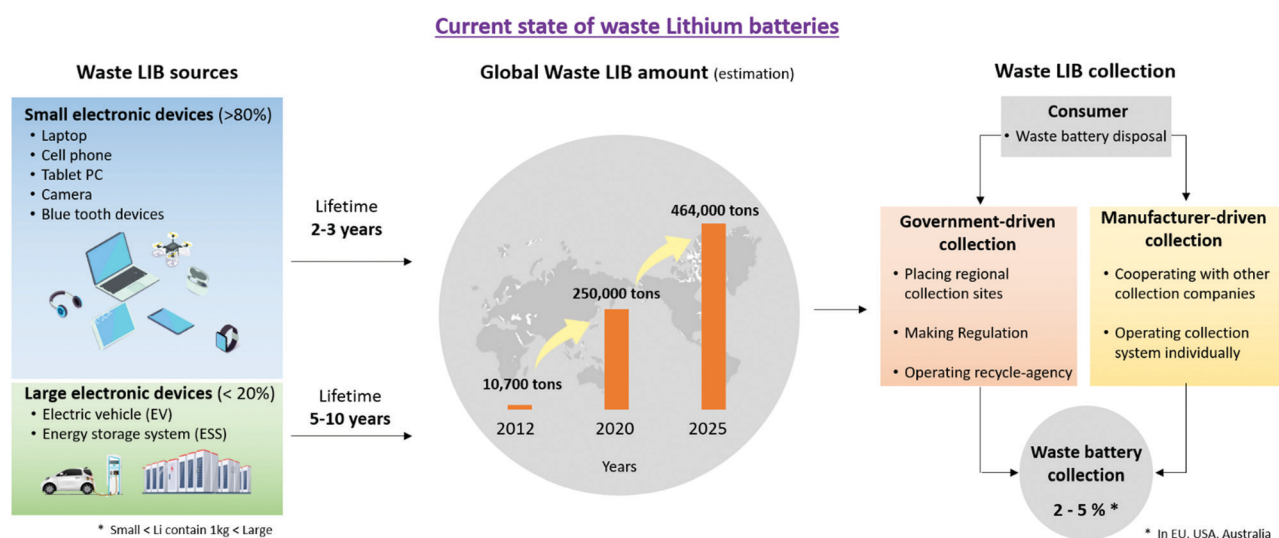 Current state of waste Lithium batteries
Waste LIB sources
Small electronic devices (>80%)
• Laptop
• Cell phone
• Tablet PC
• Camera
• Blue tooth devices
Large electronic devices (< 20%)
• Electric vehicle (EV)
• Energy storage system (ESS)
* Small < Li contain 1kg < Large
Lifetime
2-3 years
Lifetime
5-10 years
Global Waste LIB amount (estimation)
464,000 tons
250,000 tons
10,700 tons
2012 2020 2025
Years
Waste LIB collection
Consumer
• Waste battery disposal
Government-driven
collection
• Placing regional
collection sites
• Making Regulation
• Operating recycle-agency
Manufacturer-driven
collection
• Cooperating with other
collection companies
• Operating collection
system individually
Waste battery
collection
2 - 5 % *
* In EU, USA, Australia